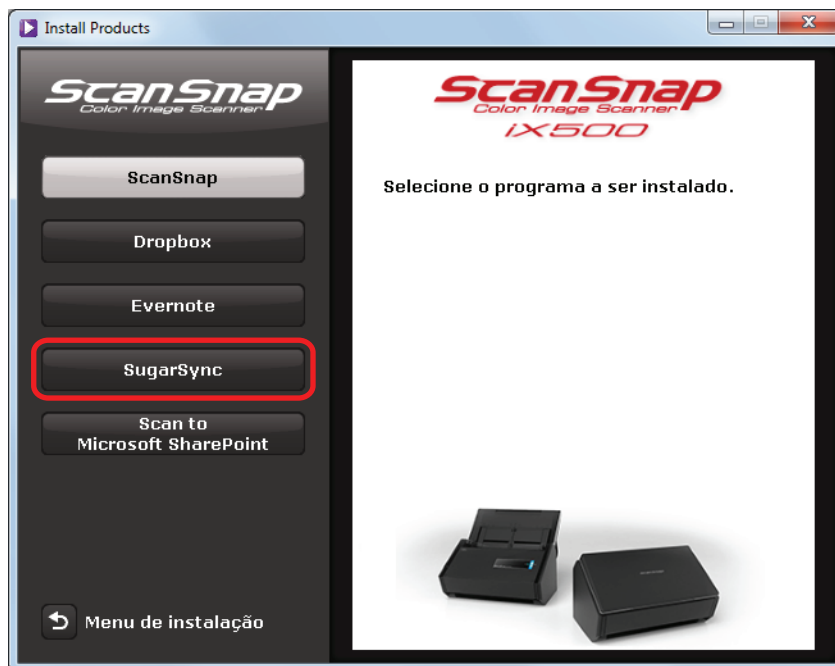 Install Products
ScanSnap
Color Image Scanner
ScanSnap
Dropbox
Evernote
SugarSync
Scan to
Microsoft SharePoint
Menu de instalação
ScanSnap
Color Image Scanner
iX500
Selecione o programa a ser instalado.